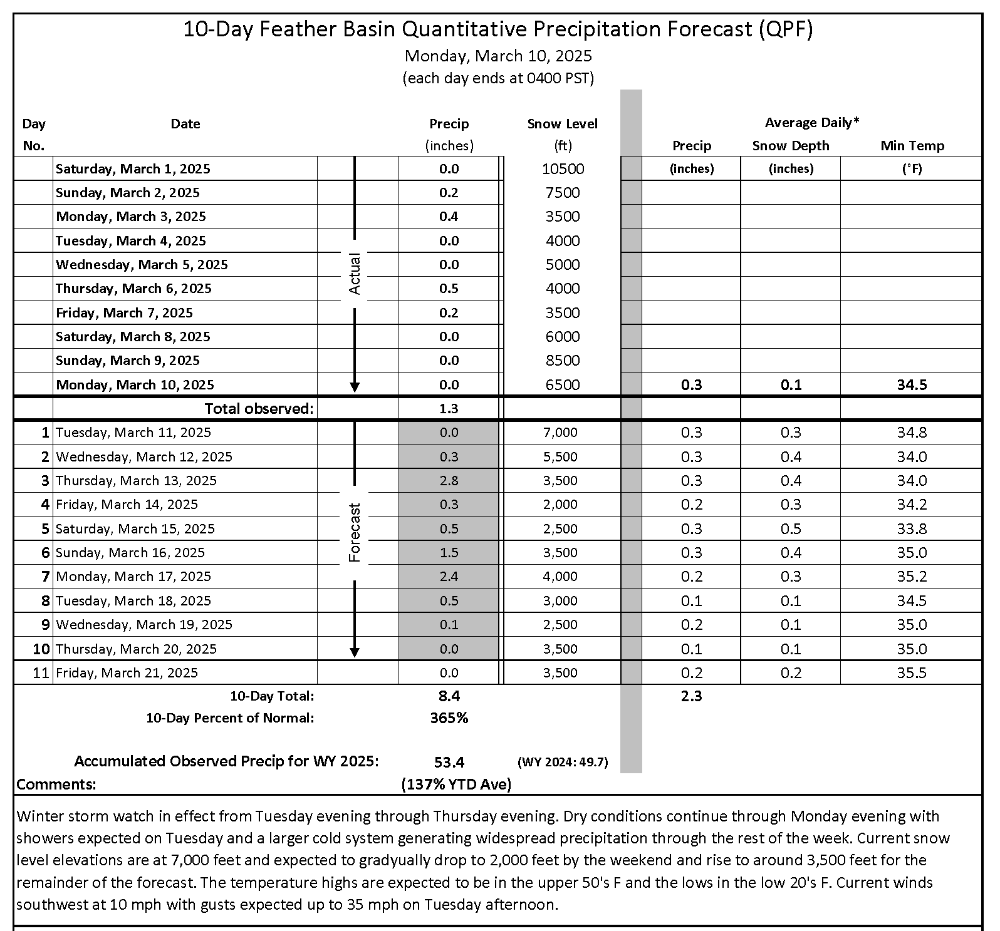 10-Day Feather Basin Quantitative Precipitation Forecast (QPF)
Monday, March 10, 2025
(each day ends at 0400 PST)
Average Daily*
Day Date Precip Snow Level
No. (inches) (ft) Precip Snow Depth Min Temp
Saturday, March 1, 2025 0.0 10500 (inches) (inches) (°F)
Sunday, March 2, 2025 0.2 7500
Monday, March 3, 2025 0.4 3500
Tuesday, March 4, 2025 0.0 4000
Wednesday, March 5, 2025 0.0 5000
Actual
Thursday, March 6, 2025 0.5 4000
Friday, March 7, 2025 0.2 3500
Saturday, March 8, 2025 0.0 6000
Sunday, March 9, 2025 0.0 8500
Monday, March 10, 2025 0.0 6500 0.3 0.1 34.5
Total observed: 1.3
1 Tuesday, March 11, 2025 0.0 7,000 0.3 0.3 34.8
2 Wednesday, March 12, 2025 0.3 5,500 0.3 0.4 34.0
3 Thursday, March 13, 2025 2.8 3,500 0.3 0.4 34.0
4 Friday, March 14, 2025 0.3 2,000 0.2 0.3 34.2
5 Saturday, March 15, 2025 0.5 2,500 0.3 0.5 33.8
Forecast
6 Sunday, March 16, 2025 1.5 3,500 0.3 0.4 35.0
7 Monday, March 17, 2025 2.4 4,000 0.2 0.3 35.2
8 Tuesday, March 18, 2025 0.5 3,000 0.1 0.1 34.5
9 Wednesday, March 19, 2025 0.1 2,500 0.2 0.1 35.0
10 Thursday, March 20, 2025 0.0 3,500 0.1 0.1 35.0
11 Friday, March 21, 2025 0.0 3,500 0.2 0.2 35.5
10-Day Total: 8.4 2.3
10-Day Percent of Normal: 365%
Accumulated Observed Precip for WY 2025: 53.4 (WY 2024: 49.7)
Comments: (137% YTD Ave)
Winter storm watch in effect from Tuesday evening through Thursday evening. Dry conditions continue through Monday evening with
showers expected on Tuesday and a larger cold system generating widespread precipitation through the rest of the week. Current snow
level elevations are at 7,000 feet and expected to gradyually drop to 2,000 feet by the weekend and rise to around 3,500 feet for the
remainder of the forecast. The temperature highs are expected to be in the upper 50's F and the lows in the low 20's F. Current winds
southwest at 10 mph with gusts expected up to 35 mph on Tuesday afternoon.